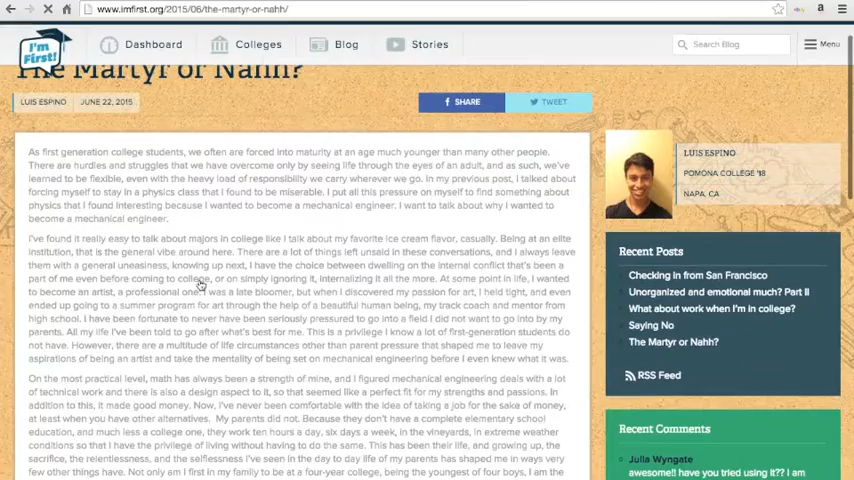 www.imfirst.org/2015/06/the-martyr-or-nahh/
I'm First!
Dashboard
Colleges
Blog
Stories
Search Blog
Menu
The Martyr or Nahh?
LUIS ESPINO
JUNE 22, 2015
SHARE
TWEET
As first generation college students, we often are forced into maturity at an age much younger than many other people.
There are hurdles and struggles that we have overcome only by seeing life through the eyes of an adult, and as such, we've
learned to be flexible, even with the heavy load of responsibility we carry wherever we go. In my previous post, I talked about
forcing myself to stay in a physics class that I found to be miserable. I put all this pressure on myself to find something about
physics that I found interesting because I wanted to become a mechanical engineer. I want to talk about why I wanted to
become a mechanical engineer.
I've found it really easy to talk about majors in college like I talk about my favorite ice cream flavor, casually. Being at an elite
institution, that is the general vibe around here. There are a lot of things left unsaid in these conversations, and I always leave
them with a general uneasiness, knowing up next, I have the choice between dwelling on the internal conflict that's been a
part of me even before coming to college, or on simply ignoring it, internalizing it all the more. At some point in life, I wanted
to become an artist, a professional one. I was a late bloomer, but when I discovered my passion for art, I held tight, and even
ended up going to a summer program for art through the help of a beautiful human being, my track coach and mentor from
high school. I have been fortunate to never have been seriously pressured to go into a field I did not want to go into by my
parents. All my life I've been told to go after what's best for me. This is a privilege I know a lot of first-generation students do
not have. However, there are a multitude of life circumstances other than parent pressure that shaped me to leave my
aspirations of being an artist and take the mentality of being set on mechanical engineering before I even knew what it was.
On the most practical level, math has always been a strength of mine, and I figured mechanical engineering deals with a lot
of technical work and there is also a design aspect to it, so that seemed like a perfect fit for my strengths and passions. In
addition to this, it made good money. Now, I've never been comfortable with the idea of taking a job for the sake of money,
at least when you have other alternatives. My parents did not. Because they don't have a complete elementary school
education, and much less a college one, they work ten hours a day, six days a week, in the vineyards, in extreme weather
conditions so that I have the privilege of living without having to do the same. This has been their life, and growing up, the
sacrifice, the relentlessness, and the selflessness I've seen in the day to day life of my parents has shaped me in ways very
few other things have. Not only am I first in my family to be at a four-year college, being the youngest of four boys, I am the
LUIS ESPINO
POMONA COLLEGE '18
NAPA, CA
Recent Posts
Checking in from San Francisco
Unorganized and emotional much? Part II
What about work when I'm in college?
Saying No
The Martyr or Nahh?
RSS Feed
Recent Comments
Julla Wyngate
awesome!! have you tried using it?? I am